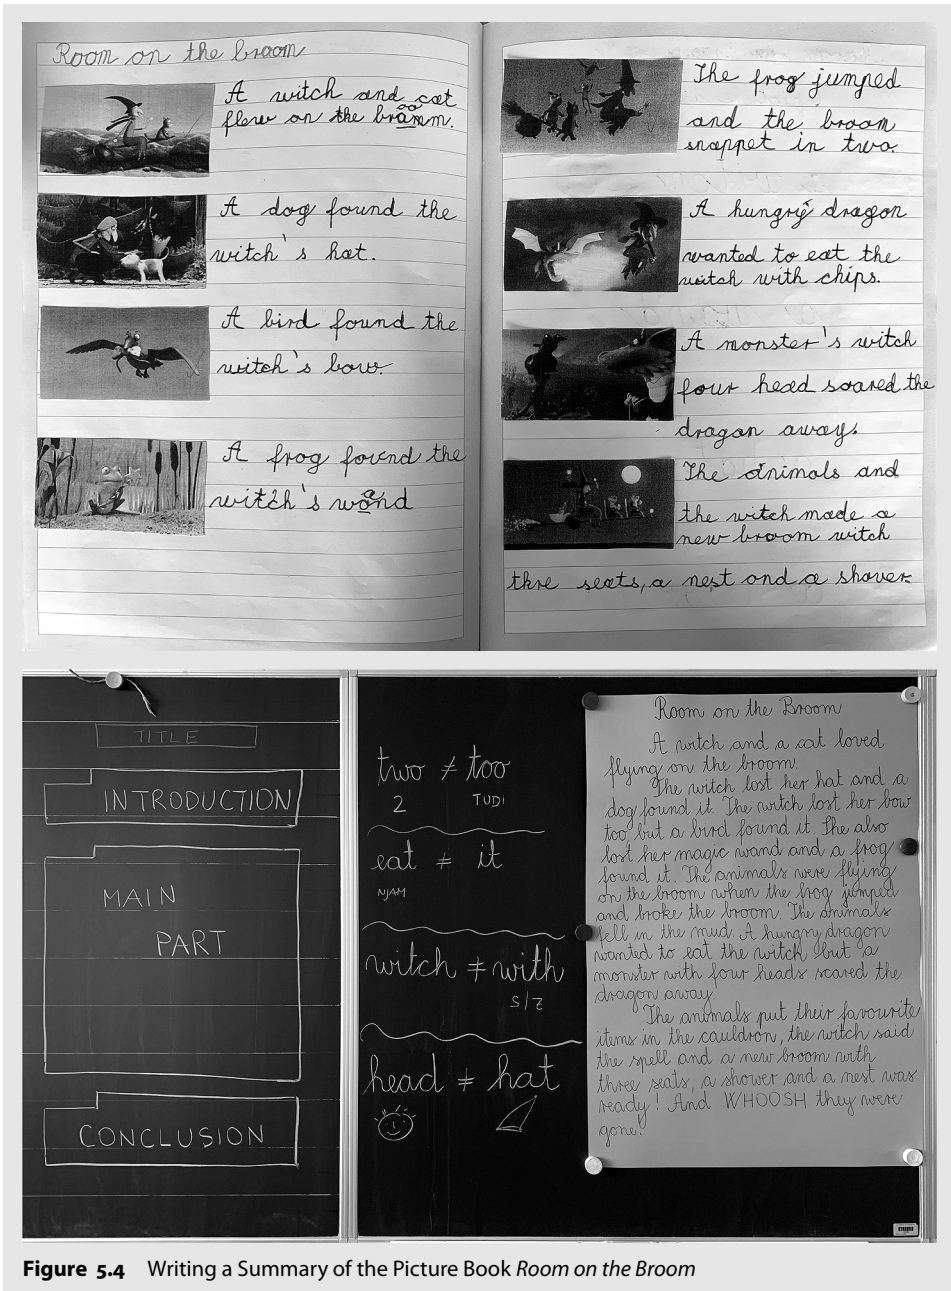 Room on the broom
A witch and cat
oo
flew on the bramm.
A dog found the
witch's hat.
A bird found the
witch's bow.
A frog found the
a
witch's wond
The frog jumped
and the broom
snappet in two.
A hungry dragon
wanted to eat the
witch with chips.
A monster's witch
four head scared the
dragon away.
The animals and
the witch made a
new broom witch
thre seats, a nest and a shover.
TITLE
INTRODUCTION
MAIN
PART
CONCLUSION
two ≠ too
2 TUDI
eat ≠ it
NJAM
witch ≠ with
S/Z
head ≠ hat
Room on the Broom
A witch and a cat loved
flying on the broom.
The witch lost her hat and a
dog found it. The witch lost her bow
too but a bird found it. She also
lost her magic wand and a frog
found it. The animals were flying
on the broom when the frog jumped
and broke the broom. The animals
fell in the mud. A hungry dragon
wanted to eat the witch but a
monster with four heads scared the
dragon away.
The animals put their favourite
items in the cauldron, the witch said
the spell and a new broom with
three seats, a shower and a nest was
ready! And WHOOSH they were
gone!
Figure 5.4 Writing a Summary of the Picture Book Room on the Broom